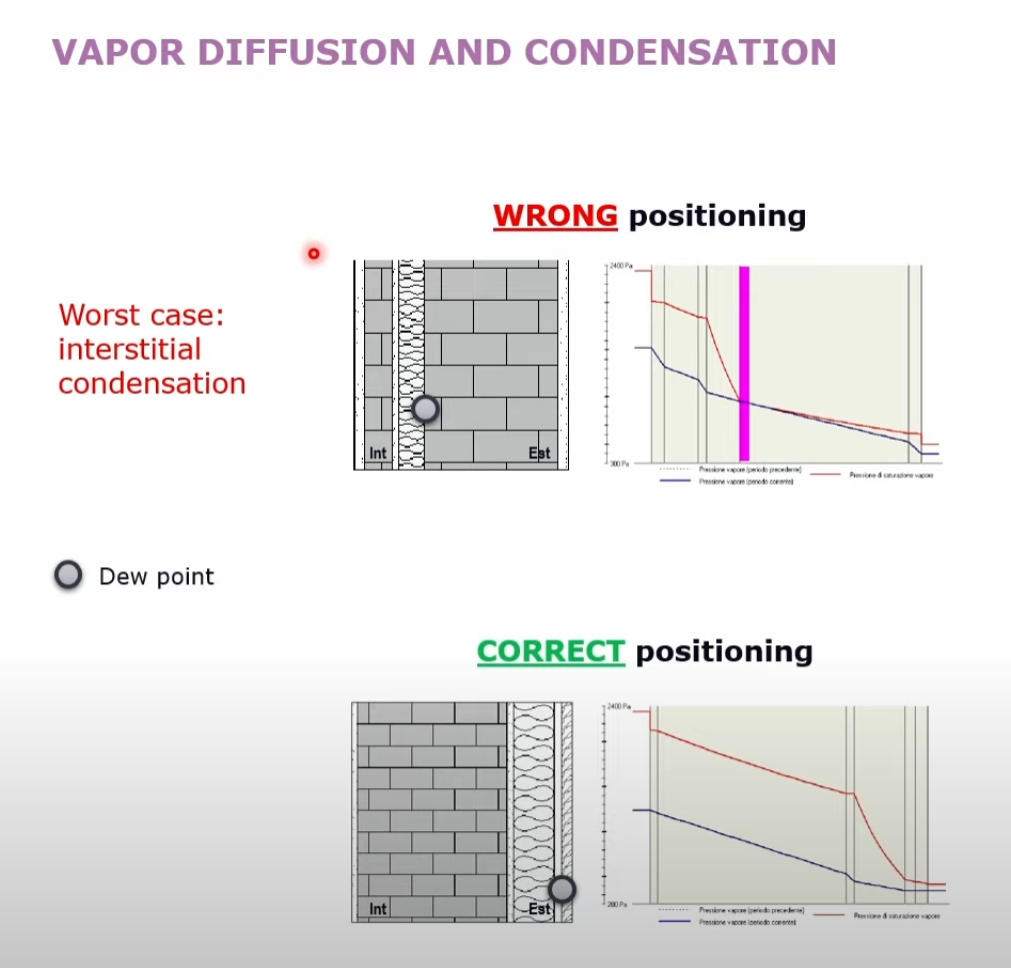 VAPOR DIFFUSION AND CONDENSATION
WRONG positioning
Worst case:
interstitial
condensation
Int
Est
2400 Pa
300 Pa
Pressione vapore (periodo precedente)
Pressione vapore (periodo corrente)
Pressione di saturazione vapore
Dew point
CORRECT positioning
Int
Est
2400 Pa
280 Pa
Pressione vapore (periodo precedente)
Pressione vapore (periodo corrente)
Pressione di saturazione vapore